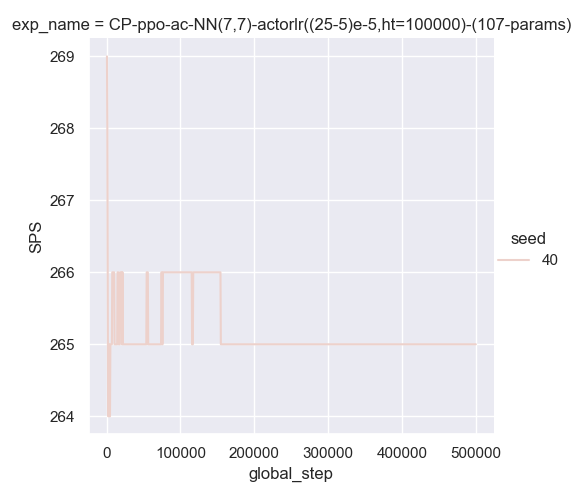 exp_name = CP-ppo-ac-NN(7,7)-actorlr((25-5)e-5,ht=100000)-(107-params)
269
268
267
266
265
264
SPS
0 100000 200000 300000 400000 500000
global_step
seed
40